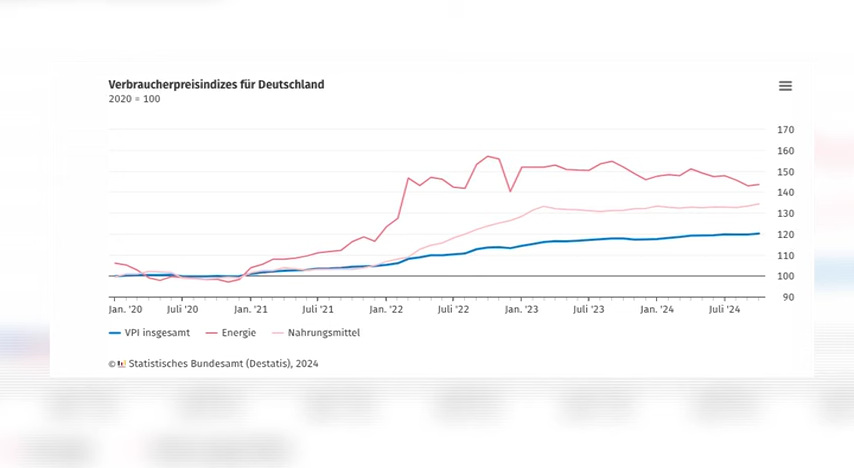 Verbraucherpreisindizes für Deutschland
2020 = 100
170
160
150
140
130
120
110
100
90
Jan. '20 Juli '20 Jan. '21 Juli '21 Jan. '22 Juli '22 Jan. '23 Juli '23 Jan. '24 Juli '24
VPI insgesamt Energie Nahrungsmittel
© Statistisches Bundesamt (Destatis), 2024